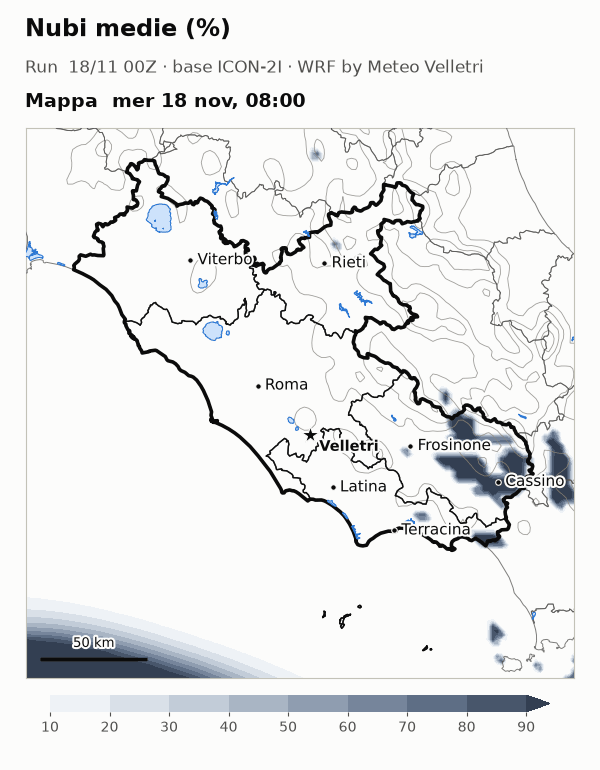 Nubi medie (%)
Run  18/11 00Z · base ICON-2I · WRF by Meteo Velletri
Mappa  mer 18 nov, 08:00
Viterbo
Rieti
Roma
Velletri
Frosinone
Latina
Cassino
Terracina
50 km
10 20 30 40 50 60 70 80 90